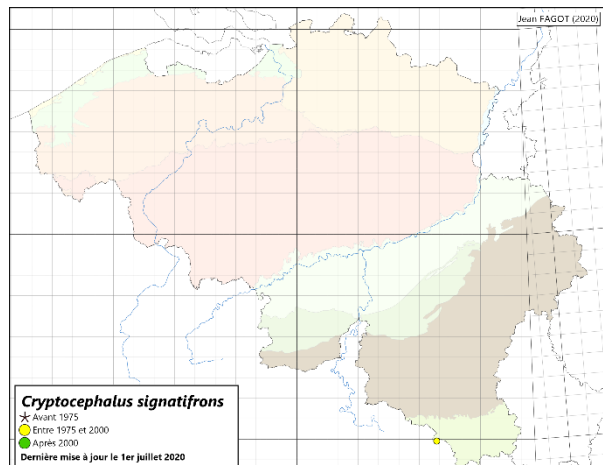 Jean FAGOT (2020)
Cryptocephalus signatifrons
Avant 1975
Entre 1975 et 2000
Après 2000
Dernière mise à jour le 1er juillet 2020